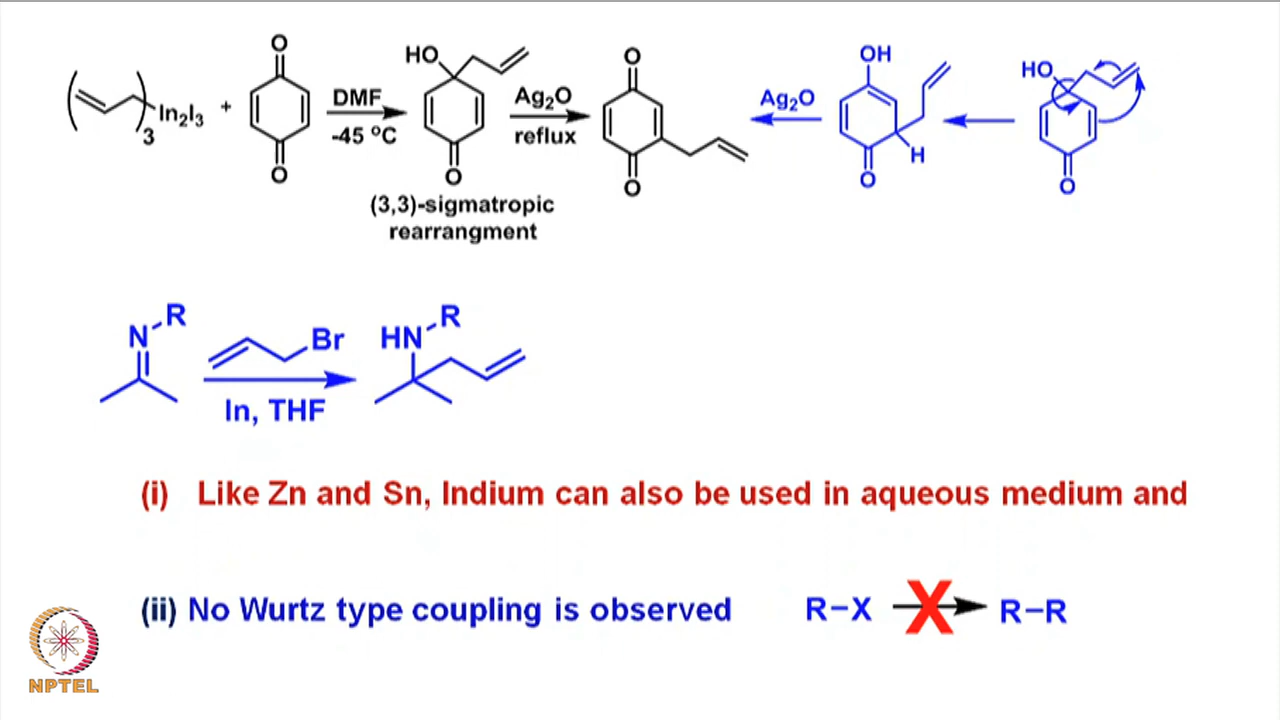 ( )3 In2I3 + O O DMF -45 ºC HO O Ag2O reflux O O Ag2O OH O H HO O
(3,3)-sigmatropic
rearrangment
N R Br In, THF HN R
(i) Like Zn and Sn, Indium can also be used in aqueous medium and
(ii) No Wurtz type coupling is observed R–X X R–R
NPTEL